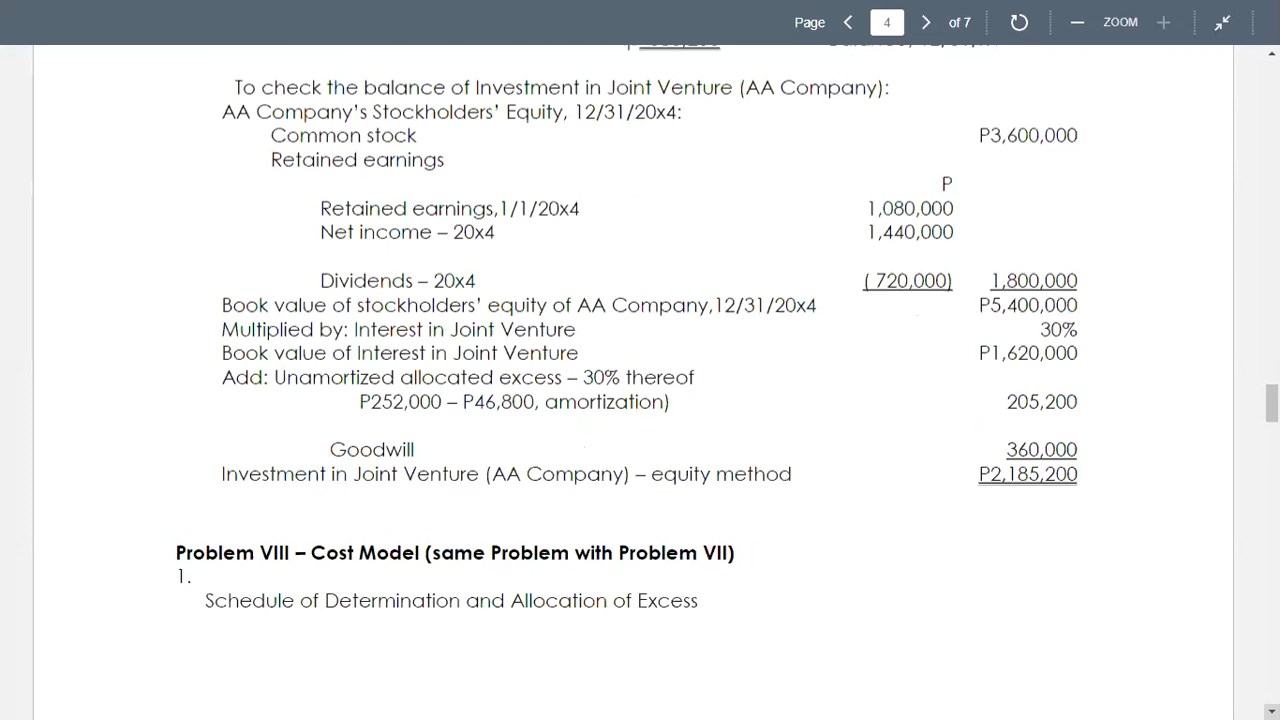 Page 4 of 7 ZOOM
To check the balance of Investment in Joint Venture (AA Company):
AA Company’s Stockholders’ Equity, 12/31/20x4:
Common stock P3,600,000
Retained earnings
P
Retained earnings,1/1/20x4 1,080,000
Net income – 20x4 1,440,000
Dividends – 20x4 ( 720,000) 1,800,000
Book value of stockholders’ equity of AA Company,12/31/20x4 P5,400,000
Multiplied by: Interest in Joint Venture 30%
Book value of Interest in Joint Venture P1,620,000
Add: Unamortized allocated excess – 30% thereof
P252,000 – P46,800, amortization) 205,200
Goodwill 360,000
Investment in Joint Venture (AA Company) – equity method P2,185,200
Problem VIII – Cost Model (same Problem with Problem VII)
1.
Schedule of Determination and Allocation of Excess